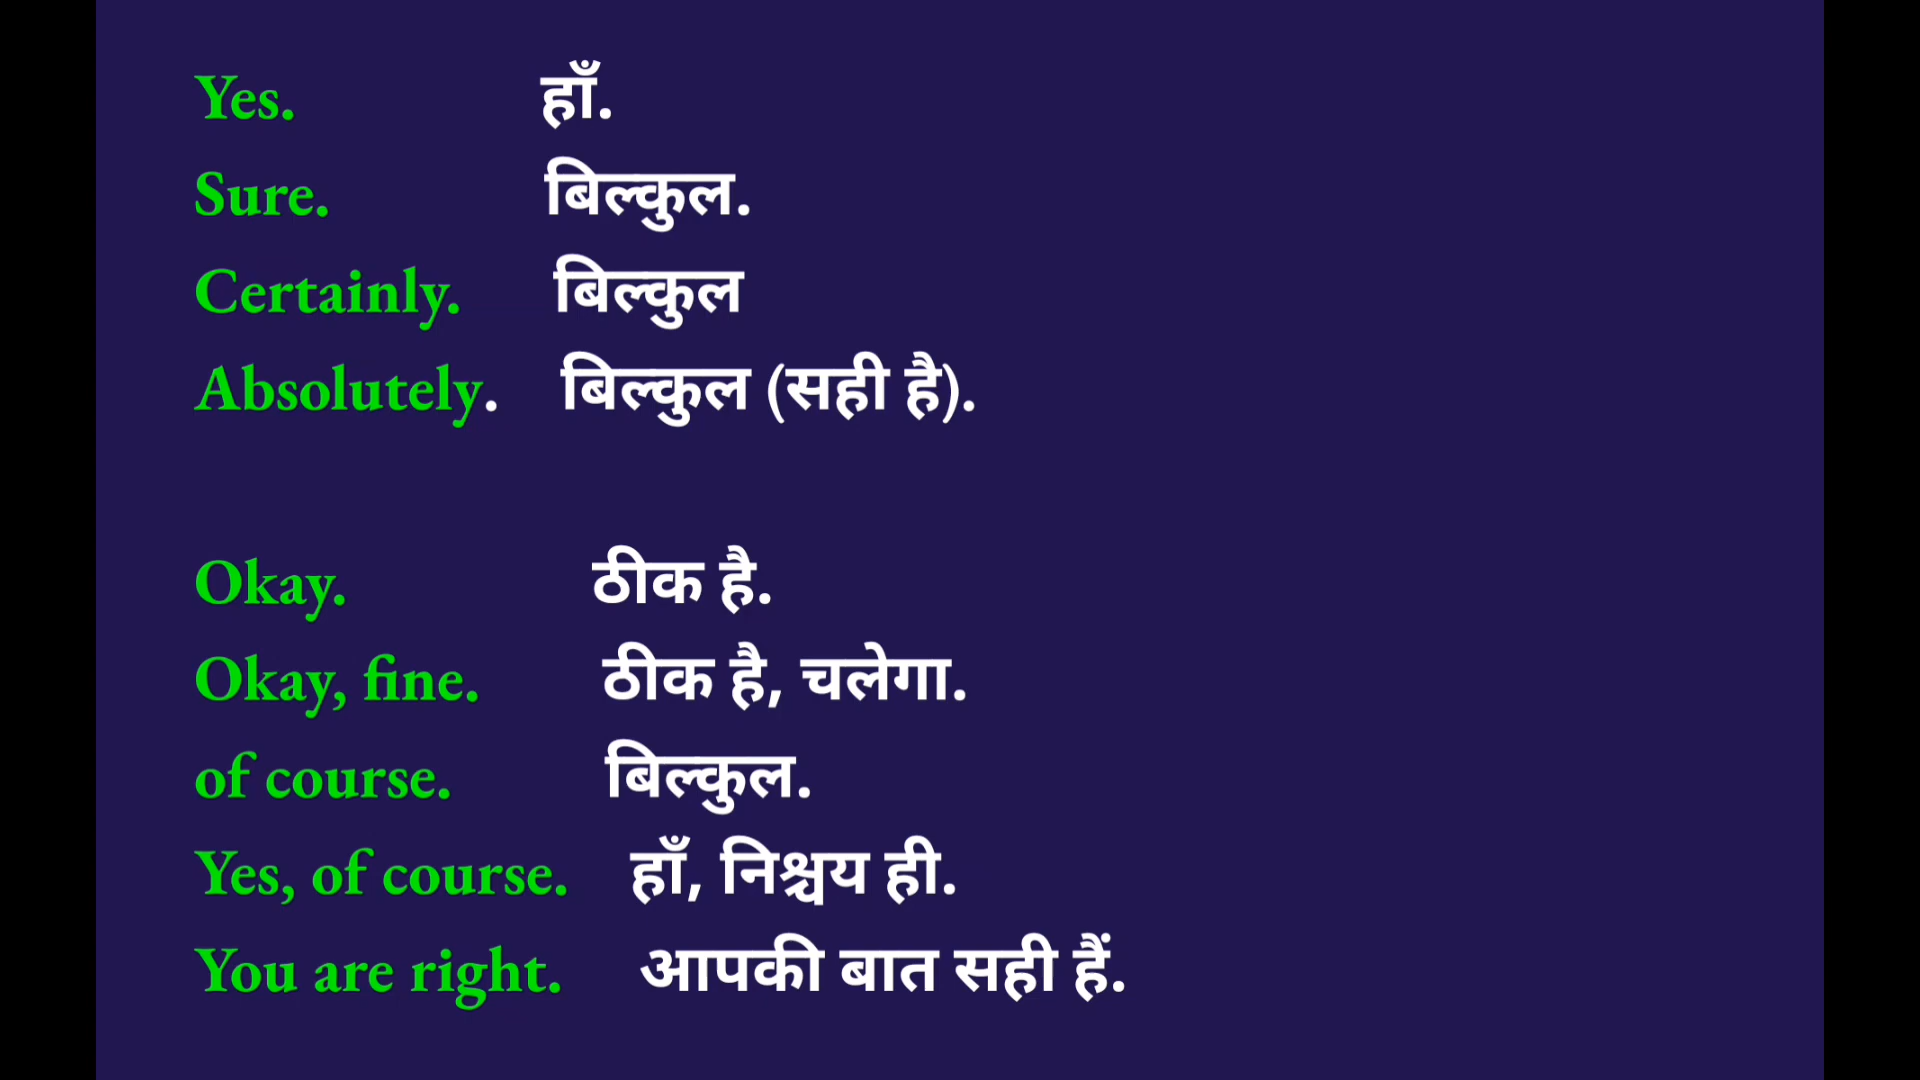 Yes. हाँ.
Sure. बिल्कुल.
Certainly. बिल्कुल
Absolutely. बिल्कुल (सही है).
Okay. ठीक है.
Okay, fine. ठीक है, चलेगा.
of course. बिल्कुल.
Yes, of course. हाँ, निश्चय ही.
You are right. आपकी बात सही हैं.